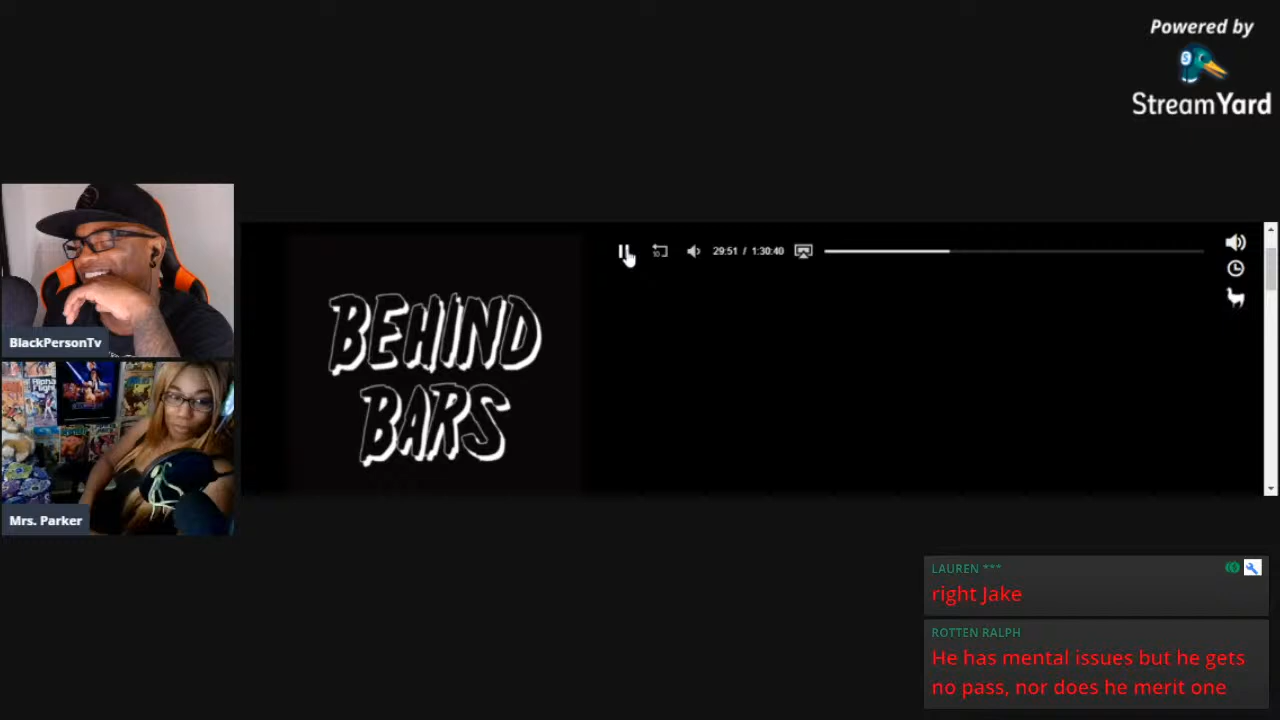 Powered by
StreamYard
BlackPersonTv
Mrs. Parker
BEHIND
BARS
10
29:51 / 1:30:40
LAUREN ***
right Jake
ROTTEN RALPH
He has mental issues but he gets
no pass, nor does he merit one